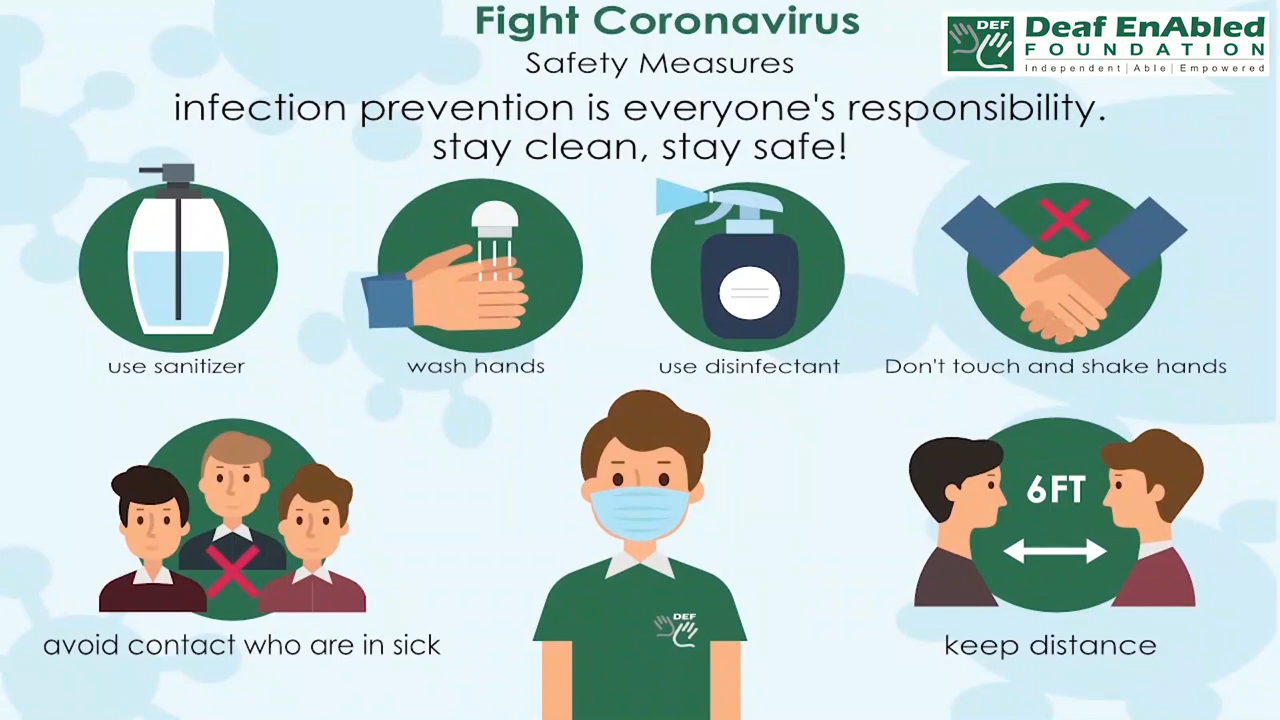 Fight Coronavirus
DEF
Deaf EnAbled
FOUNDATION
Independent | Able | Empowered
Safety Measures
infection prevention is everyone's responsibility.
stay clean, stay safe!
use sanitizer
wash hands
use disinfectant
Don't touch and shake hands
6FT
DEF
avoid contact who are in sick
keep distance